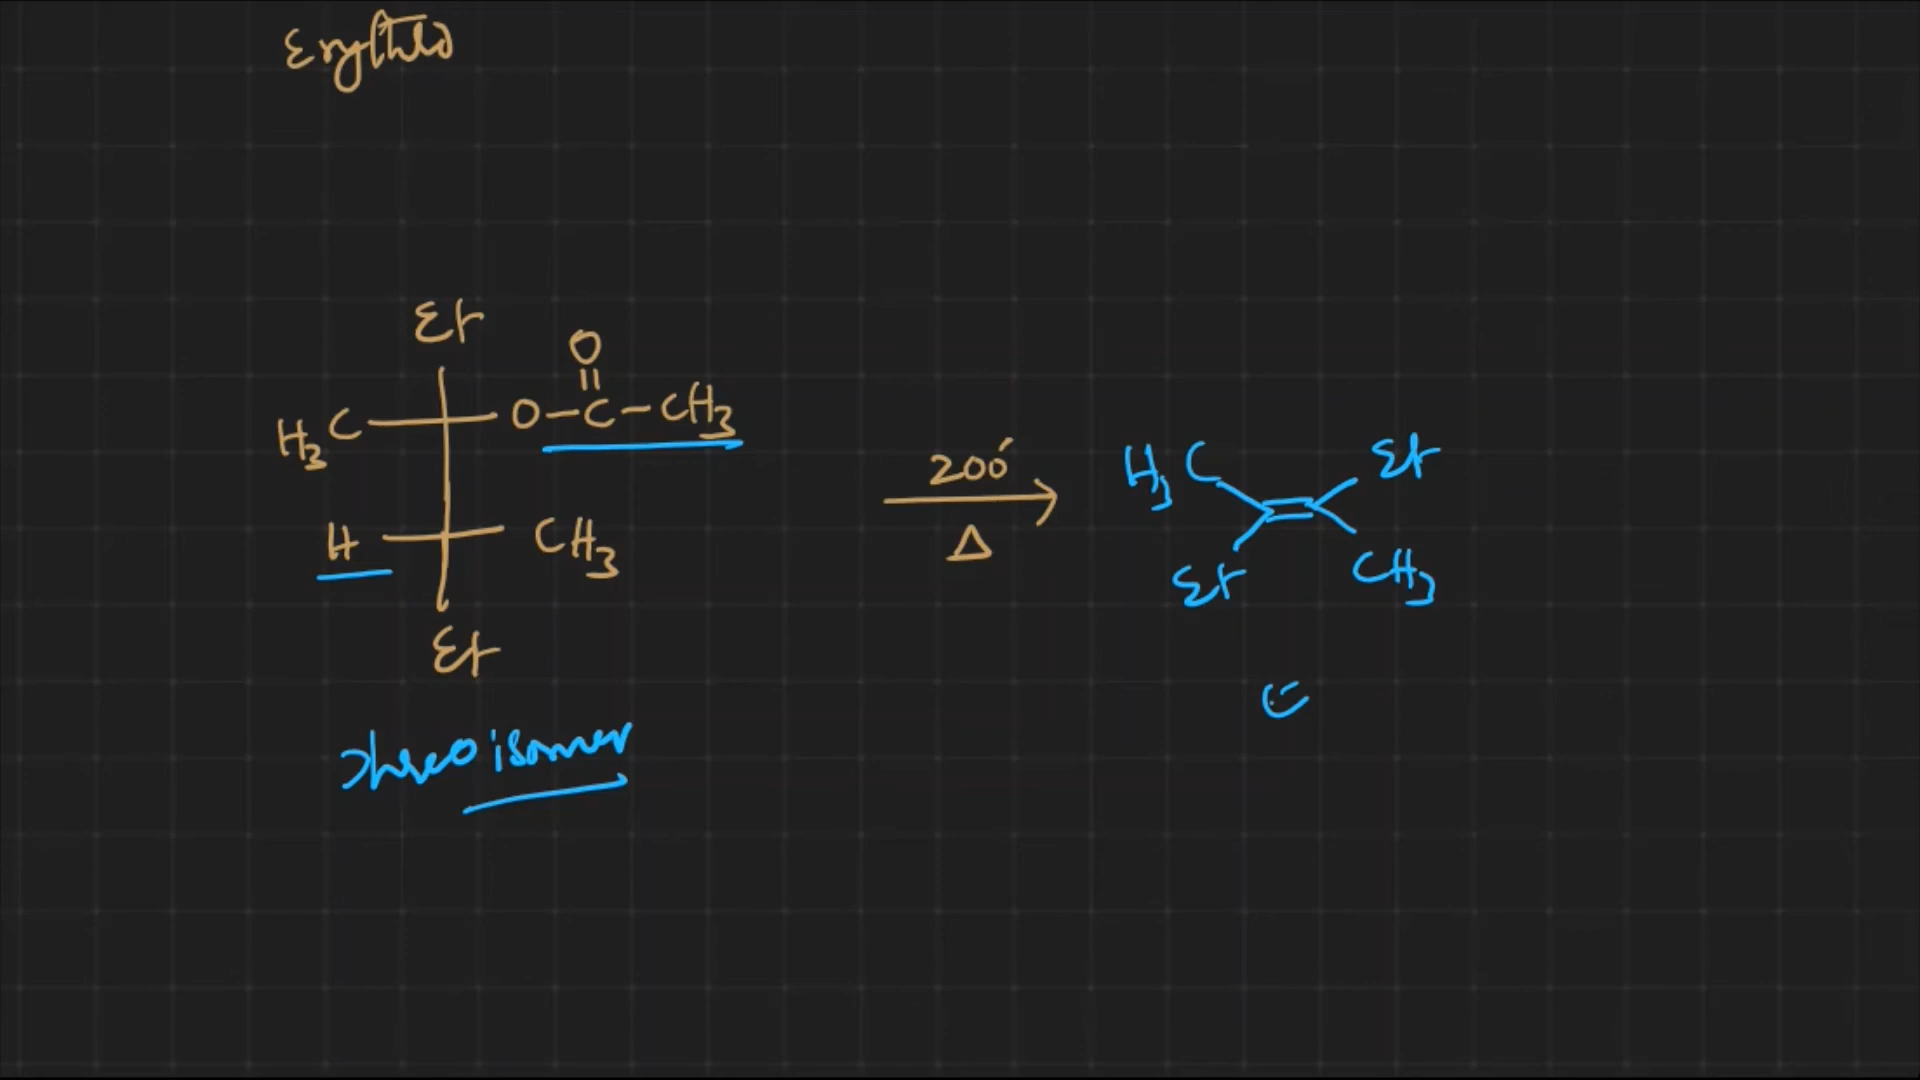 Erythro
Et
O
||
H3C O-C-CH3
H CH3
Et
200°
Δ
H3C Et
Et CH3
threo isomer